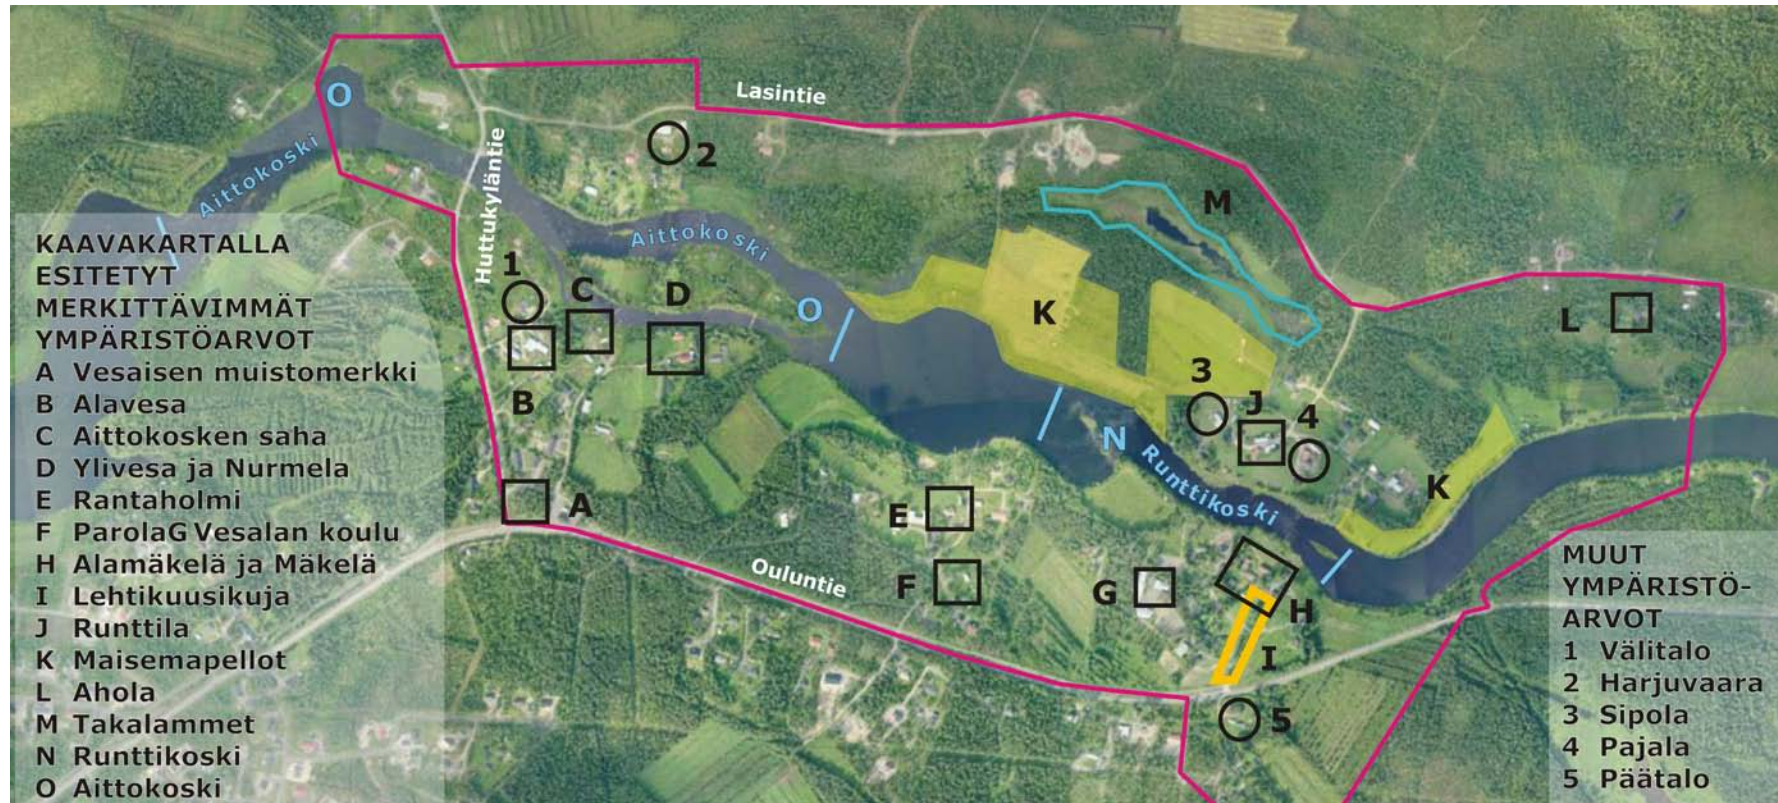 KAAVAKARTALLA
ESITETYT
MERKITTÄVIMMÄT
YMPÄRISTÖARVOT
A Vesaisen muistomerkki
B Alavesa
C Aittokosken saha
D Ylivesa ja Nurmela
E Rantaholmi
F ParolaG Vesalan koulu
H Alamäkelä ja Mäkelä
I Lehtikuusikuja
J Runttila
K Maisemapellot
L Ahola
M Takalammet
N Runttikoski
O Aittokoski
MUUT
YMPÄRISTÖ-
ARVOT
1 Välitalo
2 Harjuvaara
3 Sipola
4 Pajala
5 Päätalo
O
Aittokoski
Huttukyläntie
Lasintie
2
Aittokoski
M
1
C
D
O
K
L
B
3
J
4
N
Runttikoski
K
A
E
Ouluntie
F
G
H
I
5